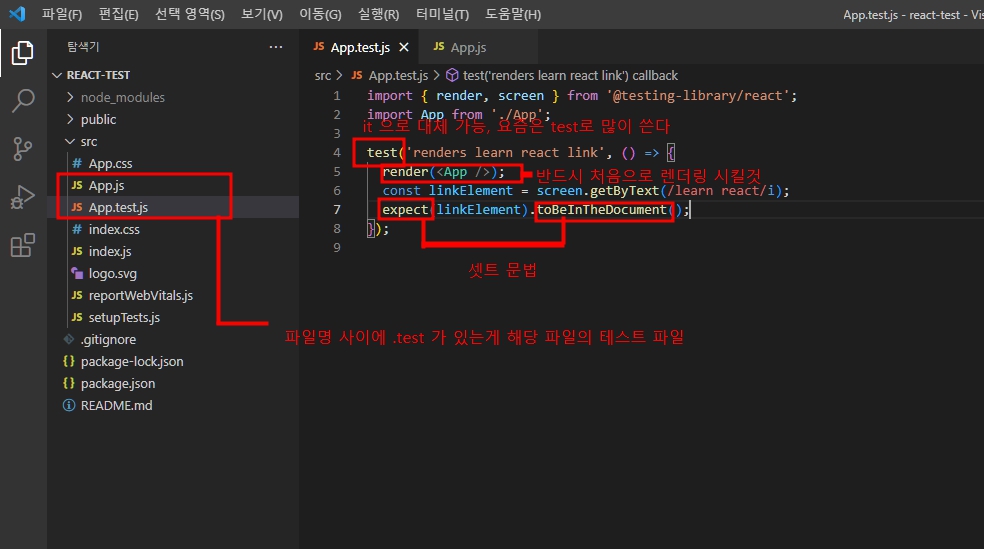 파일(F) 편집(E) 선택 영역(S) 보기(V) 이동(G) 실행(R) 터미널(T) 도움말(H) App.test.js - react-test - Vis
탐색기 ...
JS App.test.js × JS App.js
REACT-TEST
src > JS App.test.js > test('renders learn react link') callback
node_modules
public
src
# App.css
JS App.js
JS App.test.js
# index.css
JS index.js
logo.svg
JS reportWebVitals.js
JS setupTests.js
.gitignore
{} package-lock.json
{} package.json
README.md
1 import { render, screen } from '@testing-library/react';
2 import App from './App';
it 으로 대체 가능, 요즘은 test로 많이 쓴다
3
4 test('renders learn react link', () => {
5 render(<App />);
반드시 처음으로 렌더링 시킬것
6 const linkElement = screen.getByText(/learn react/i);
7 expect(linkElement).toBeInTheDocument();
8 });
9
셋트 문법
파일명 사이에 .test 가 있는게 해당 파일의 테스트 파일